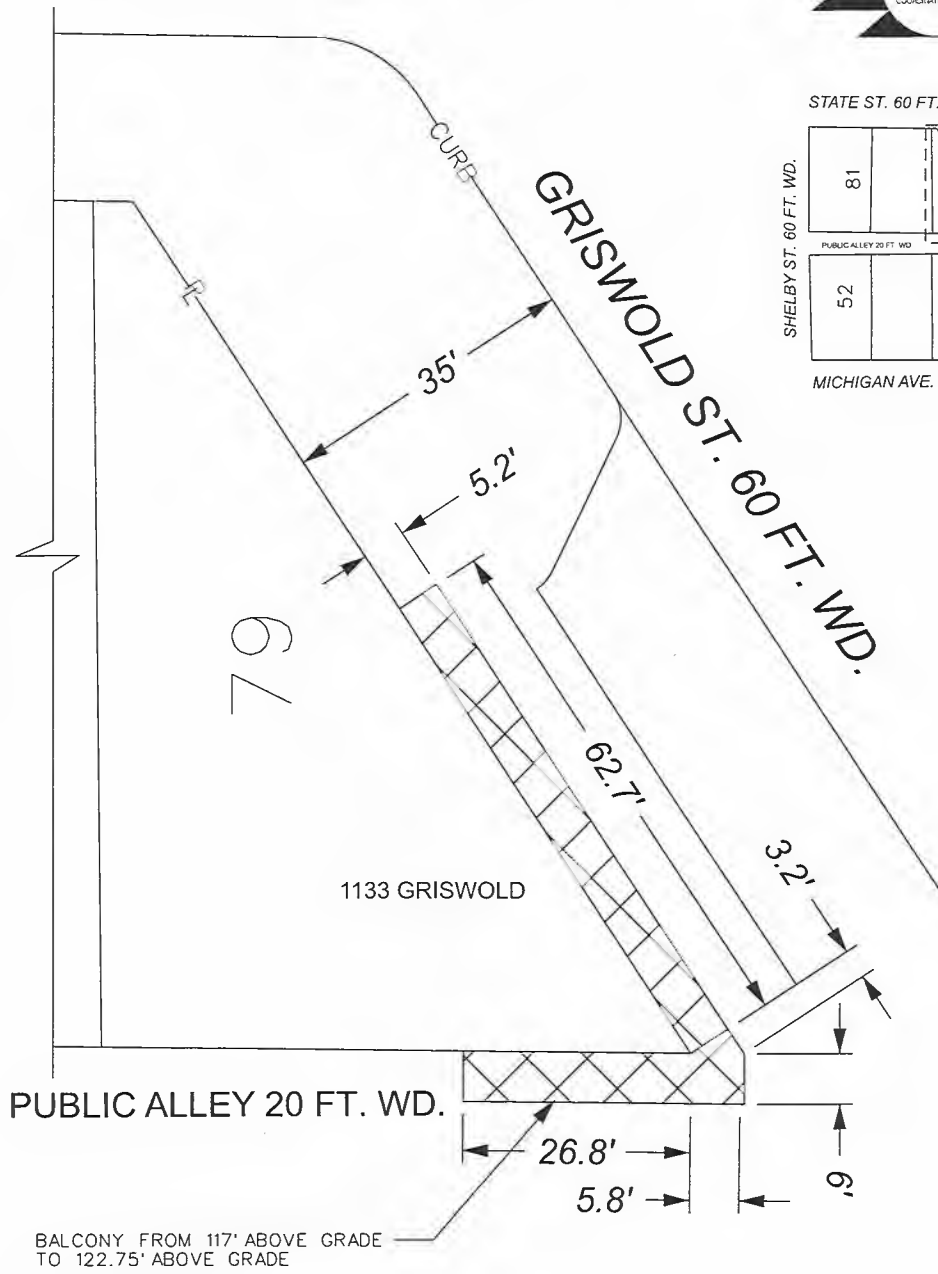 STATE ST. 60 FT.
SHELBY ST. 60 FT. WD.
81
PUBLIC ALLEY 20 FT WD
52
MICHIGAN AVE.
CURB
GRISWOLD ST. 60 FT. WD.
PL
35'
5.2'
79
62.7'
3.2'
1133 GRISWOLD
PUBLIC ALLEY 20 FT. WD.
26.8'
5.8'
6'
BALCONY FROM 117' ABOVE GRADE
TO 122.75' ABOVE GRADE